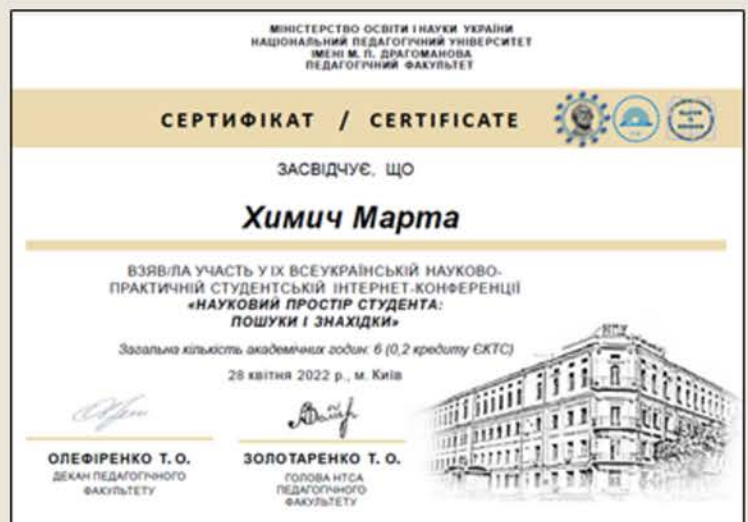 МІНІСТЕРСТВО ОСВІТИ І НАУКИ УКРАЇНИ
НАЦІОНАЛЬНИЙ ПЕДАГОГІЧНИЙ УНІВЕРСИТЕТ
ІМЕНІ М. П. ДРАГОМАНОВА
ПЕДАГОГІЧНИЙ ФАКУЛЬТЕТ
СЕРТИФІКАТ / CERTIFICATE
ЗАСВІДЧУЄ, ЩО
Химич Марта
ВЗЯВ/ЛА УЧАСТЬ У ІХ ВСЕУКРАЇНСЬКІЙ НАУКОВО-
ПРАКТИЧНІЙ СТУДЕНТСЬКІЙ ІНТЕРНЕТ-КОНФЕРЕНЦІЇ
«НАУКОВИЙ ПРОСТІР СТУДЕНТА:
ПОШУКИ І ЗНАХІДКИ»
Загальна кількість академічних годин: 6 (0,2 кредиту ЄКТС)
28 квітня 2022 р., м. Київ
ОЛЕФІРЕНКО Т. О.
ДЕКАН ПЕДАГОГІЧНОГО
ФАКУЛЬТЕТУ
ЗОЛОТАРЕНКО Т. О.
ГОЛОВА НТСА
ПЕДАГОГІЧНОГО
ФАКУЛЬТЕТУ
НПУ